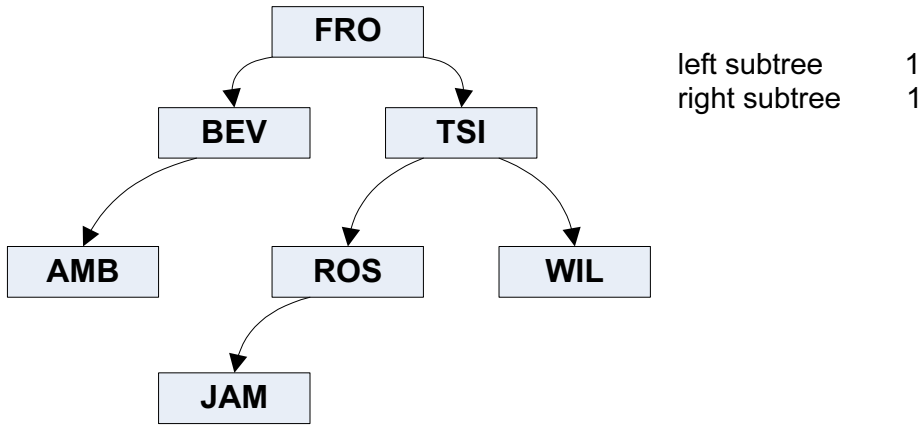 FRO
left subtree 1
right subtree 1
BEV TSI
AMB ROS WIL
JAM